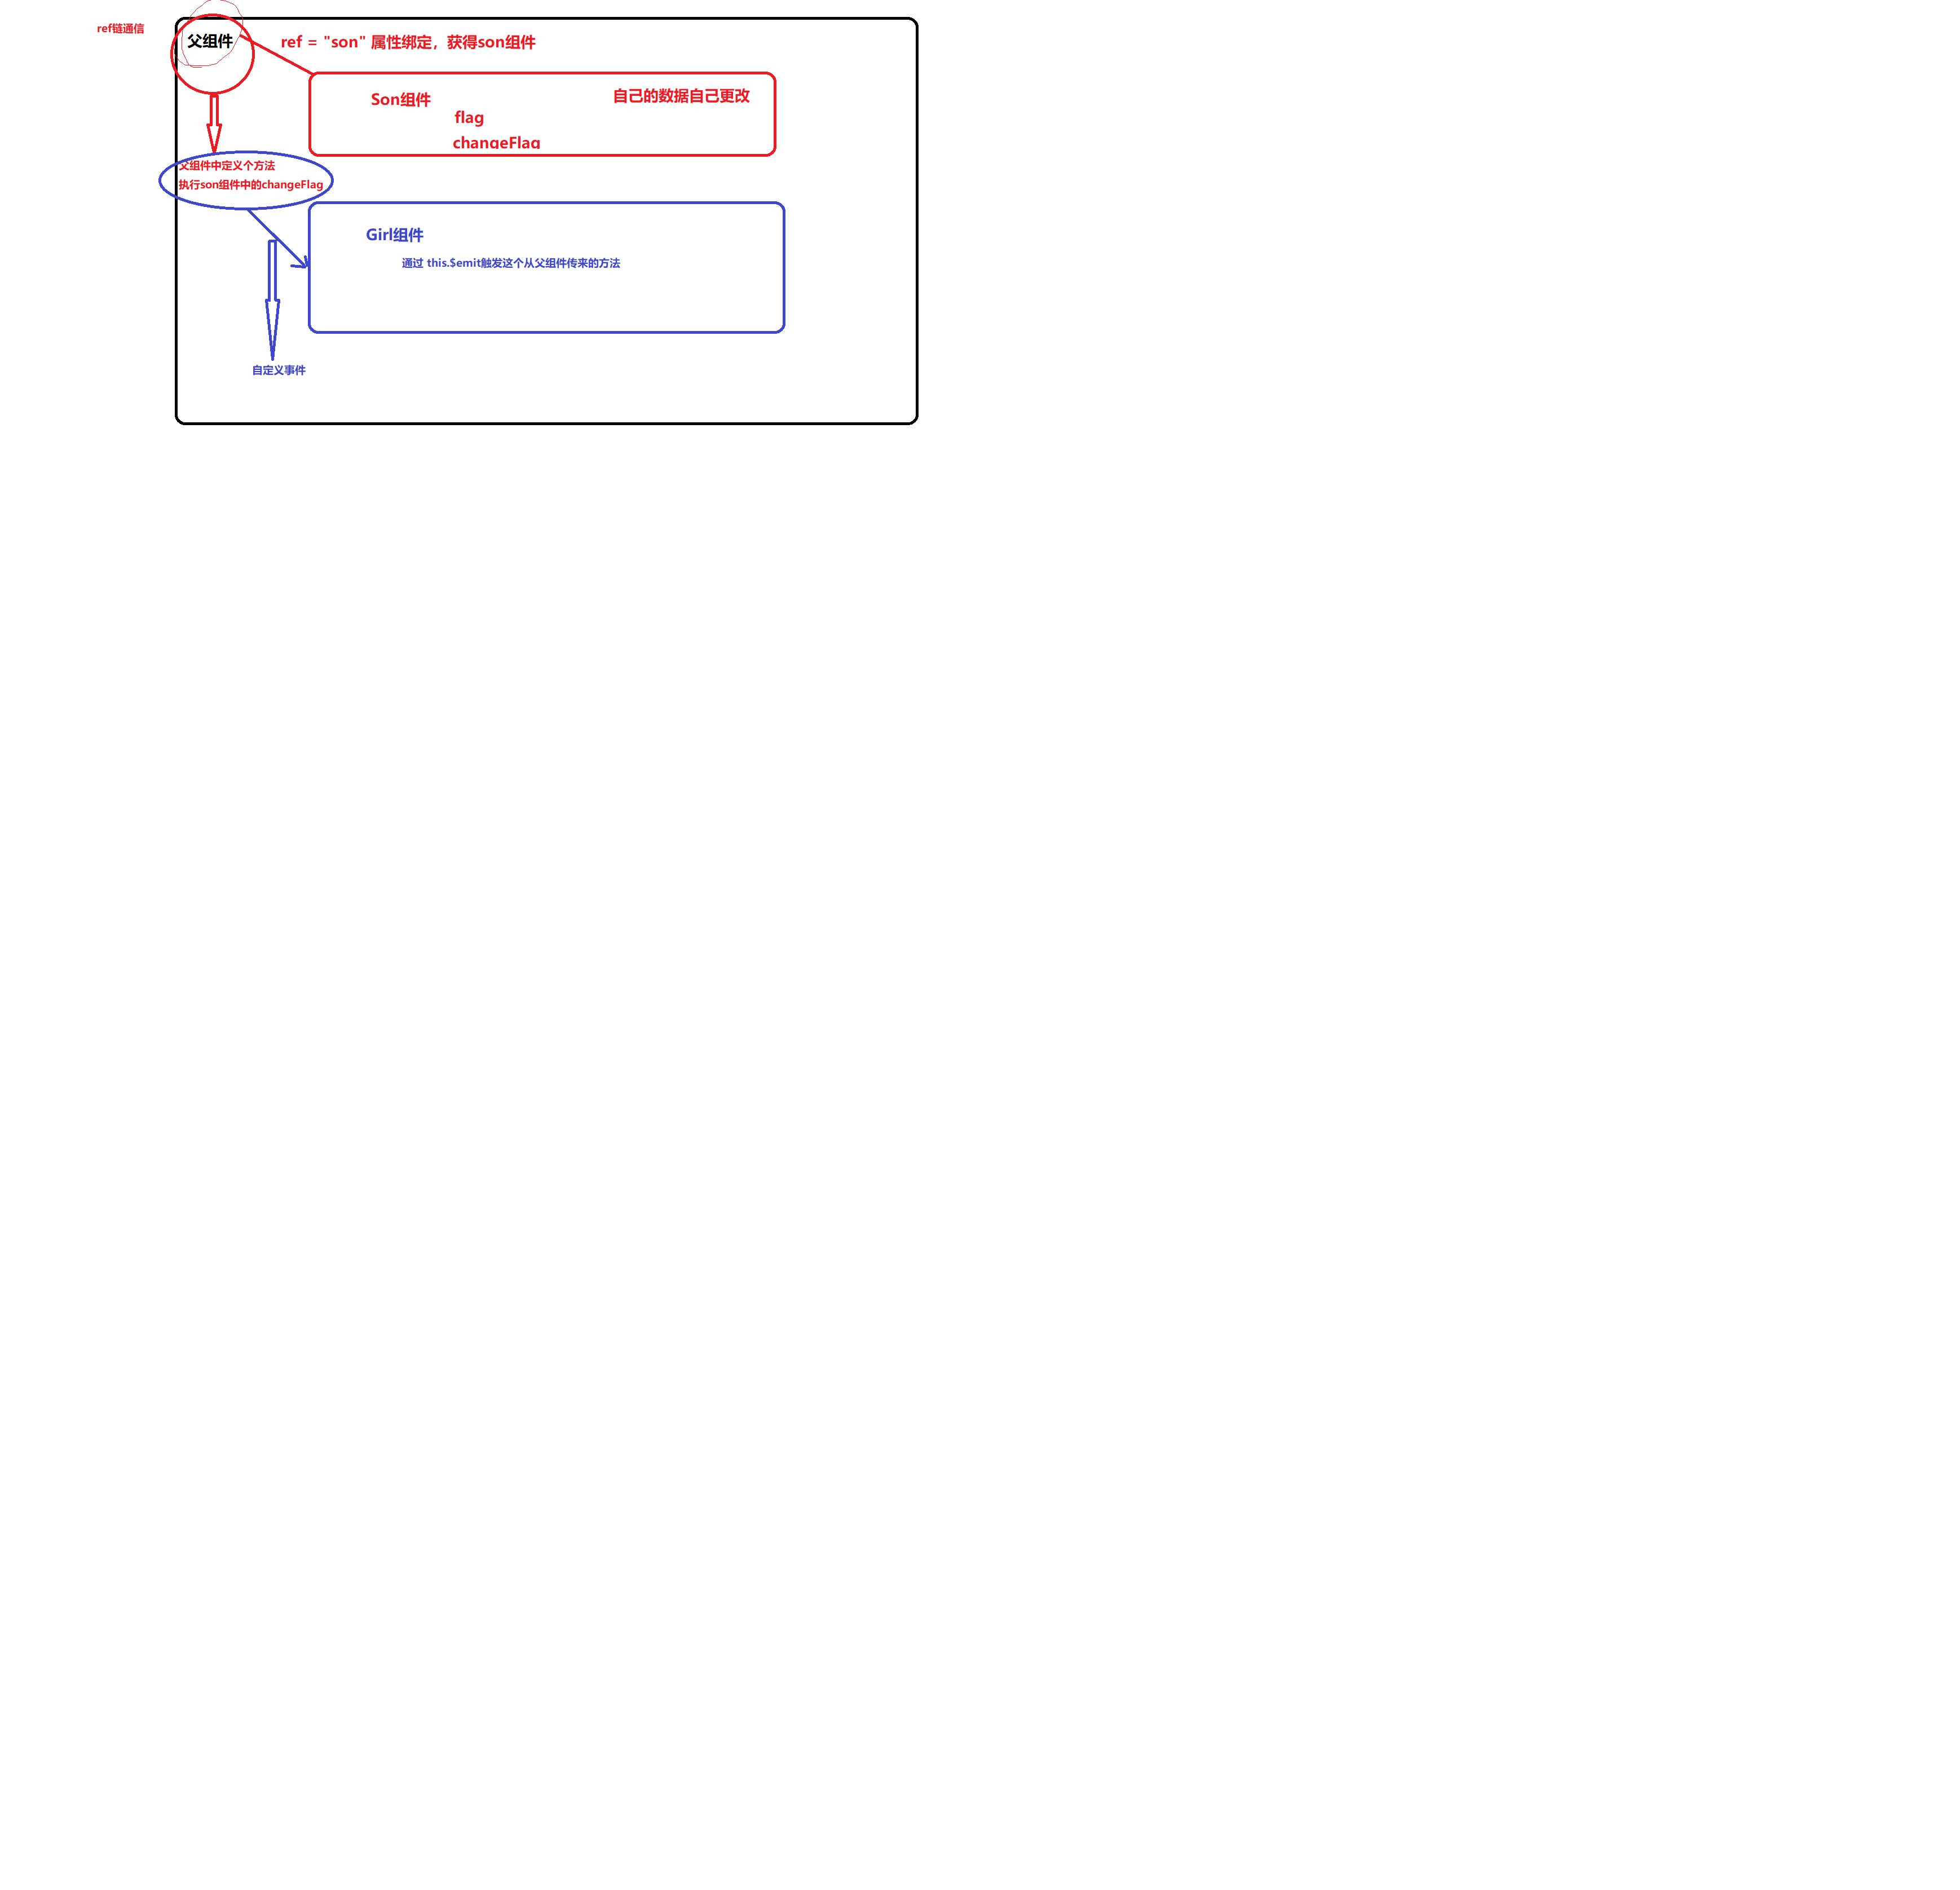 ref链通信
父组件
ref = "son" 属性绑定，获得son组件
Son组件
自己的数据自己更改
flag
changeFlag
父组件中定义个方法
执行son组件中的changeFlag
Girl组件
通过 this.$emit触发这个从父组件传来的方法
自定义事件